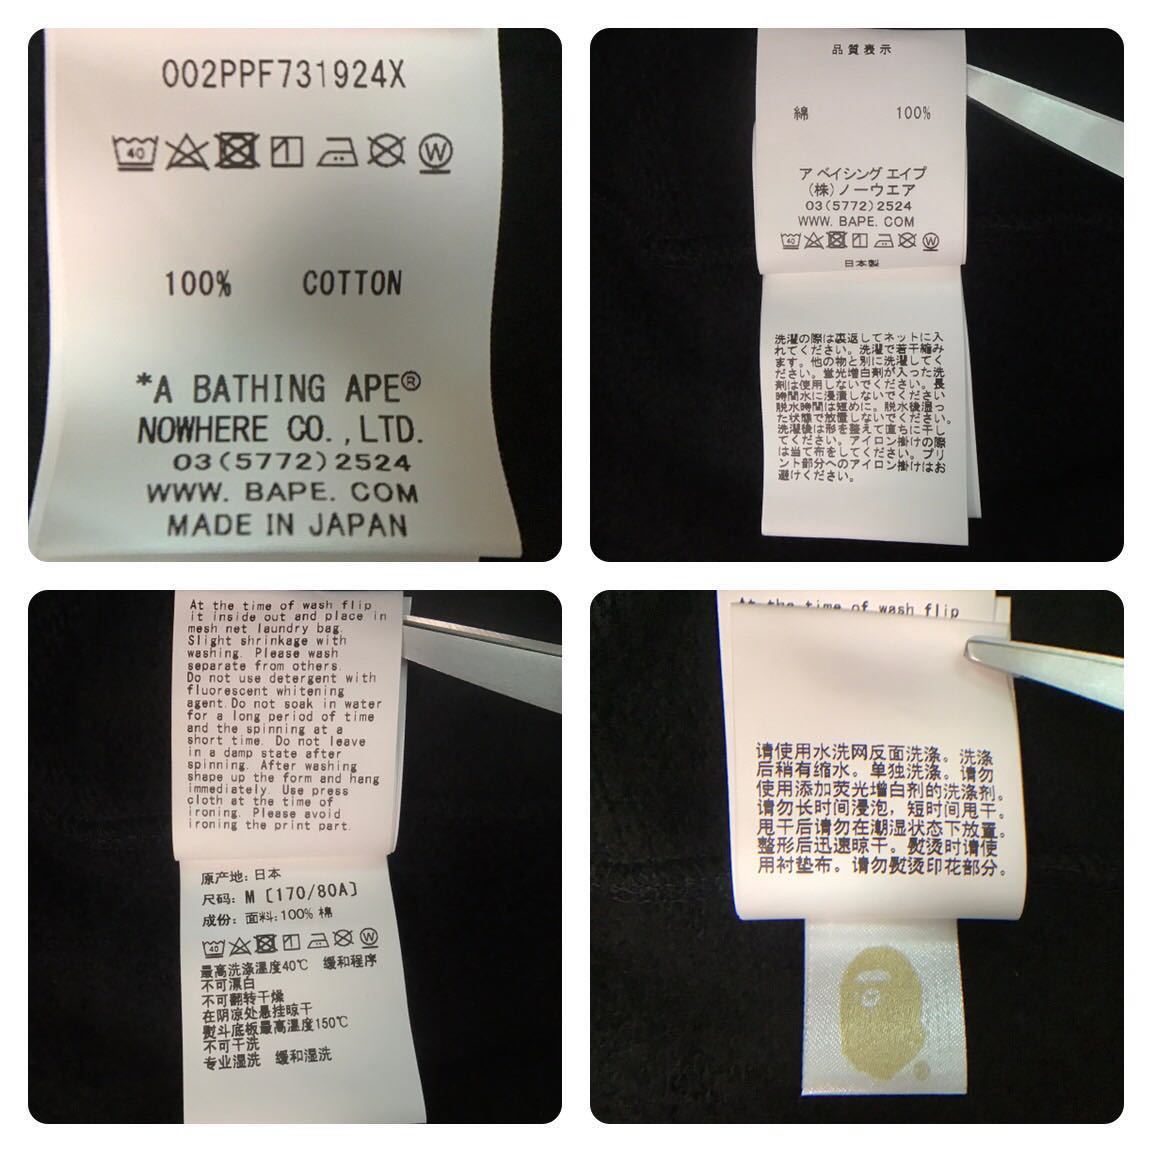 002PPF731924X
40
W
100% COTTON
*A BATHING APE®
NOWHERE CO.,LTD.
03(5772)2524
WWW. BAPE. COM
MADE IN JAPAN
品質表示
綿 100%
ア ベイシング エイプ
(株)ノーウエア
03(5772)2524
WWW. BAPE. COM
40
W
日本製
洗濯の際は裏返してネットに入
れてください。洗濯で若干縮み
ます。他の物と別に洗濯してく
ださい。蛍光増白剤が入った洗
剤は使用しないでください。長
時間水に浸漬しないでください
脱水時間は短めに。脱水後湿っ
た状態で放置しないでください。
洗濯後は形を整えて直ちに干し
てください。アイロン掛けの際
は当て布をしてください。プリ
ント部分へのアイロン掛けはお
避けください。
At the time of wash flip
it inside out and place in
mesh net laundry bag.
Slight shrinkage with
washing. Please wash
separate from others.
Do not use detergent with
fluorescent whitening
agent.Do not soak in water
for a long period of time
and the spinning at a
short time. Do not leave
in a damp state after
spinning. After washing
shape up the form and hang
immediately. Use press
cloth at the time of
ironing. Please avoid
ironing the print part.
原产地: 日本
尺码: M [170/80A]
成份: 面料:100% 棉
40
W
最高洗涤温度40℃ 缓和程序
不可漂白
不可翻转干燥
在阴凉处悬挂晾干
熨斗底板最高温度150℃
不可干洗
专业湿洗 缓和湿洗
At the time of wash flip
请使用水洗网反面洗涤。洗涤
后稍有缩水。单独洗涤。请勿
使用添加荧光增白剂的洗涤剂。
请勿长时间浸泡，短时间甩干。
甩干后请勿在潮湿状态下放置。
整形后迅速晾干。熨烫时请使
用衬垫布。请勿熨烫印花部分。
®